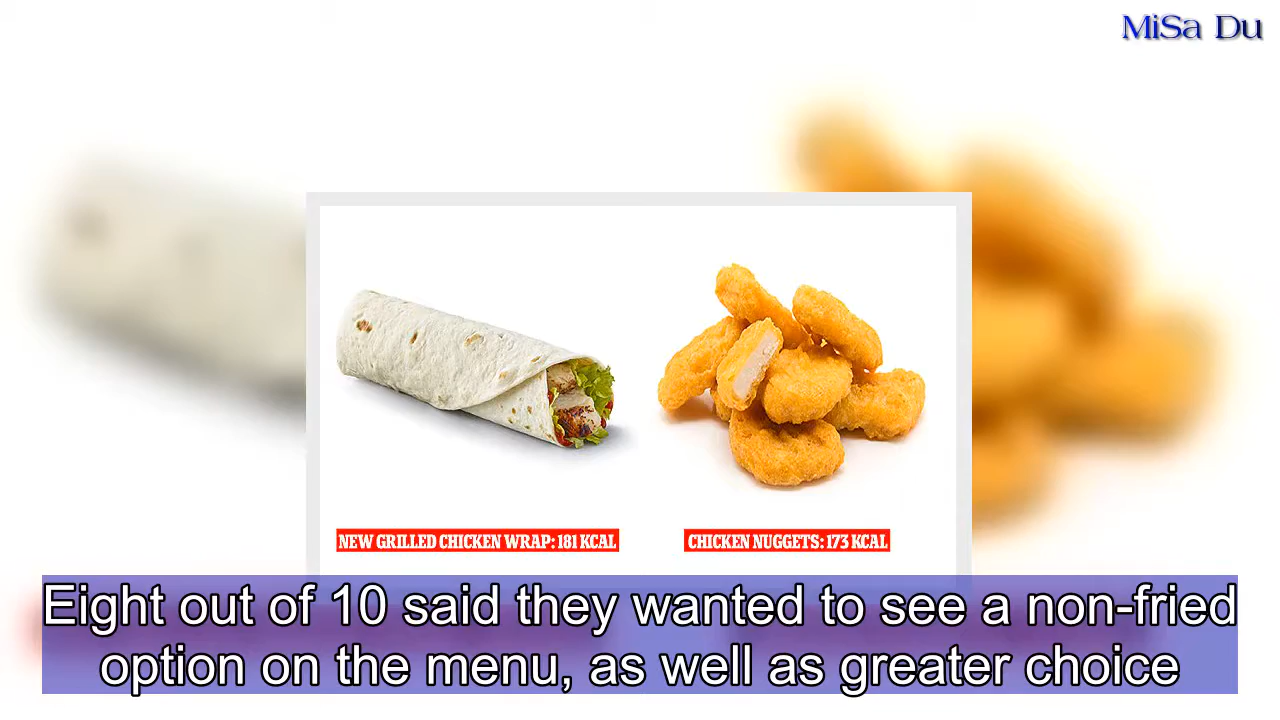 MiSa Du
NEW GRILLED CHICKEN WRAP: 181 KCAL
CHICKEN NUGGETS: 173 KCAL
Eight out of 10 said they wanted to see a non-fried
option on the menu, as well as greater choice